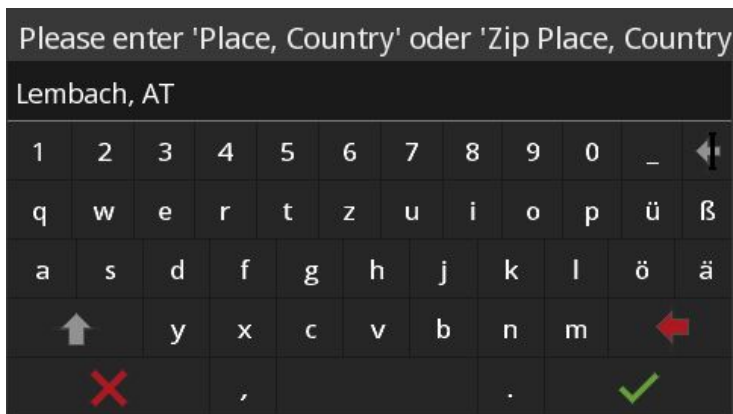 Please enter 'Place, Country' oder 'Zip Place, Country
Lembach, AT
1 2 3 4 5 6 7 8 9 0 _
q w e r t z u i o p ü ß
a s d f g h j k l ö ä
y x c v b n m
, .